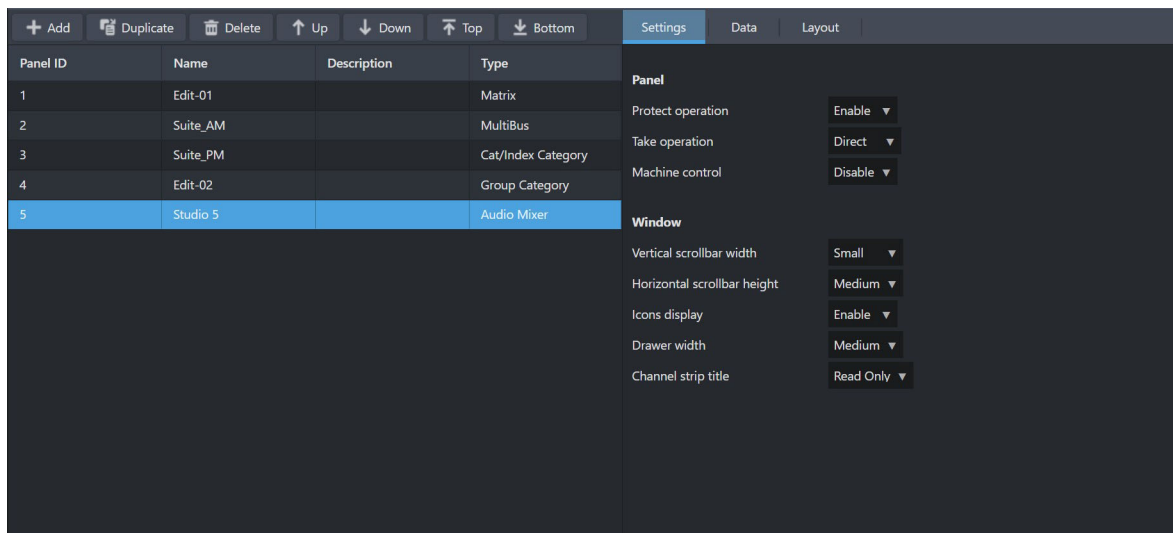 Add Duplicate Delete Up Down Top Bottom
Panel ID Name Description Type
1 Edit-01 Matrix
2 Suite_AM MultiBus
3 Suite_PM Cat/Index Category
4 Edit-02 Group Category
5 Studio 5 Audio Mixer
Settings Data Layout
Panel
Protect operation Enable
Take operation Direct
Machine control Disable
Window
Vertical scrollbar width Small
Horizontal scrollbar height Medium
Icons display Enable
Drawer width Medium
Channel strip title Read Only